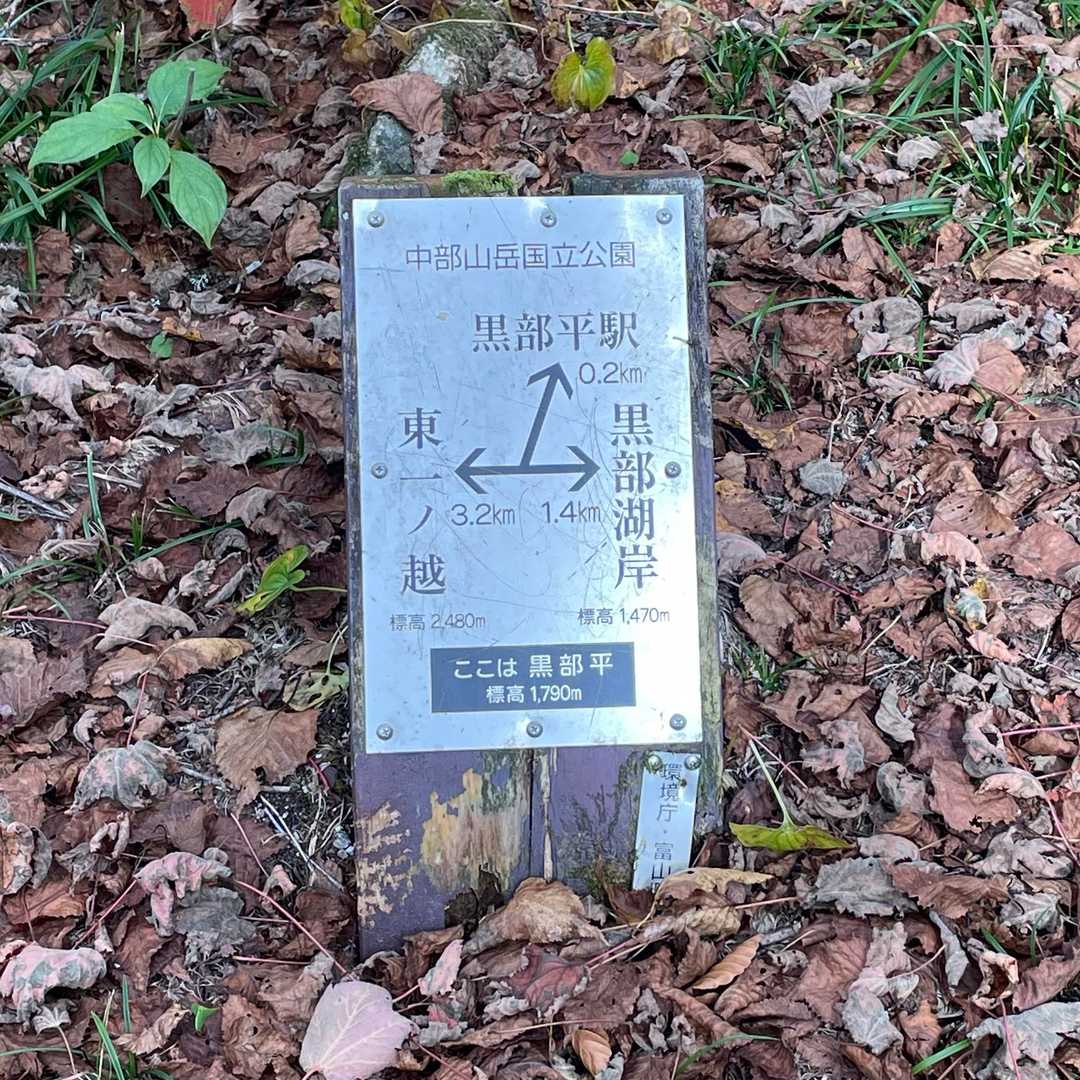 中部山岳国立公園
黒部平駅
0.2km
東一ノ越
3.2km
1.4km
黒部湖岸
標高 2,480m
標高 1,470m
ここは 黒部平
標高 1,790m
環境庁・富山